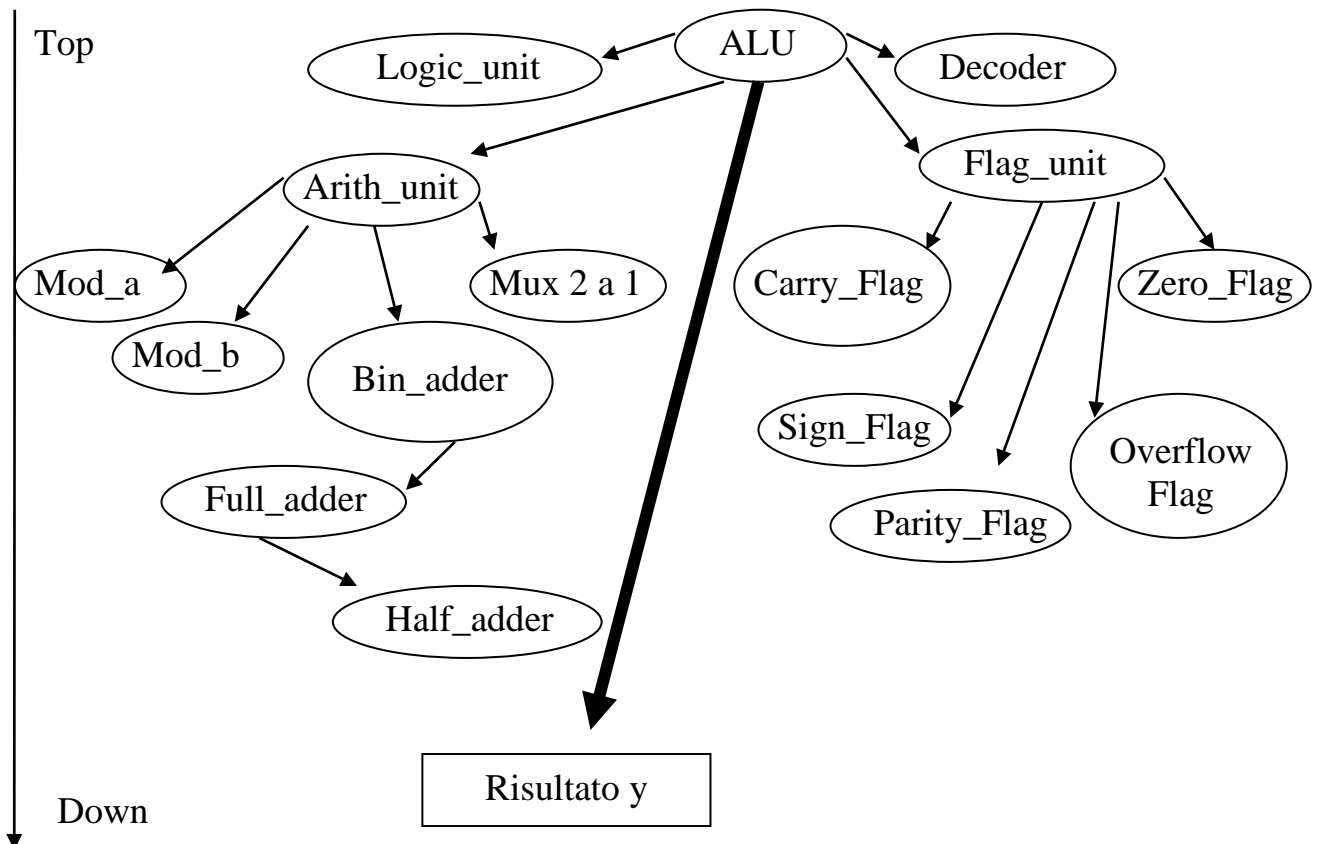 Top
ALU
Logic_unit
Decoder
Arith_unit
Flag_unit
Mod_a
Mux 2 a 1
Carry_Flag
Zero_Flag
Mod_b
Bin_adder
Sign_Flag
Overflow
Flag
Full_adder
Parity_Flag
Half_adder
Risultato y
Down